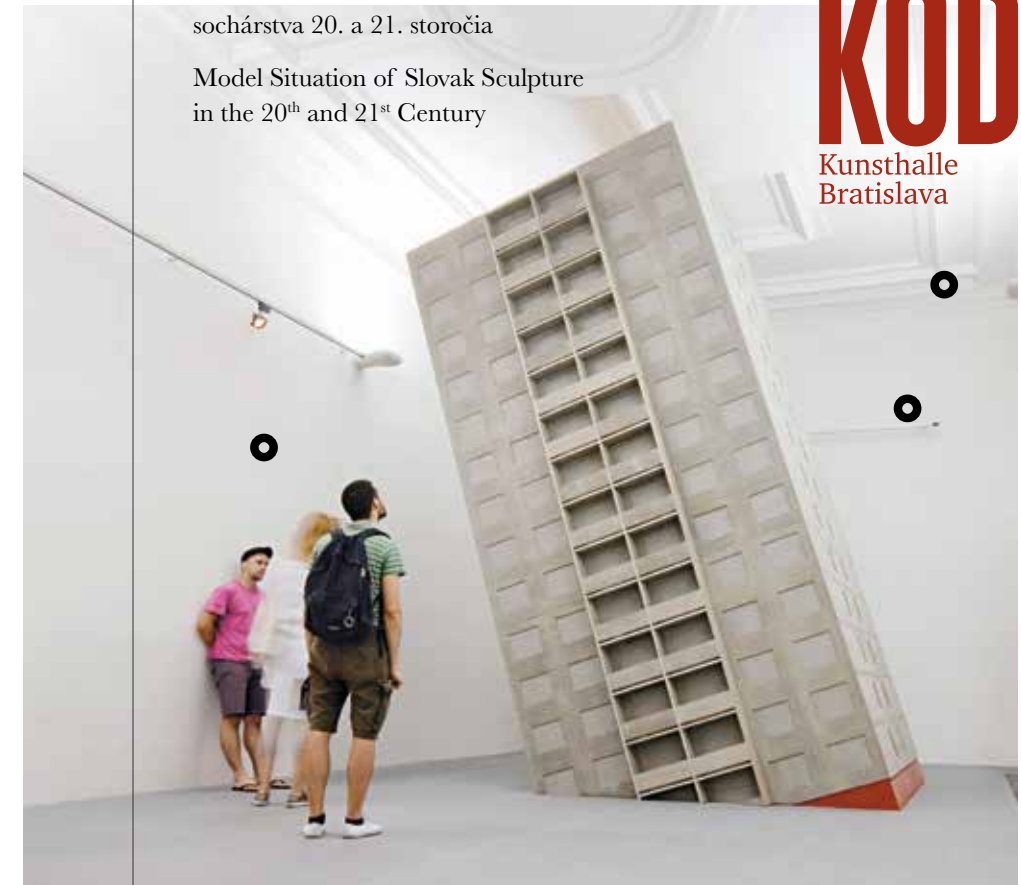 sochárstva 20. a 21. storočia
Model Situation of Slovak Sculpture
in the 20th and 21st Century
KOD
Kunsthalle
Bratislava